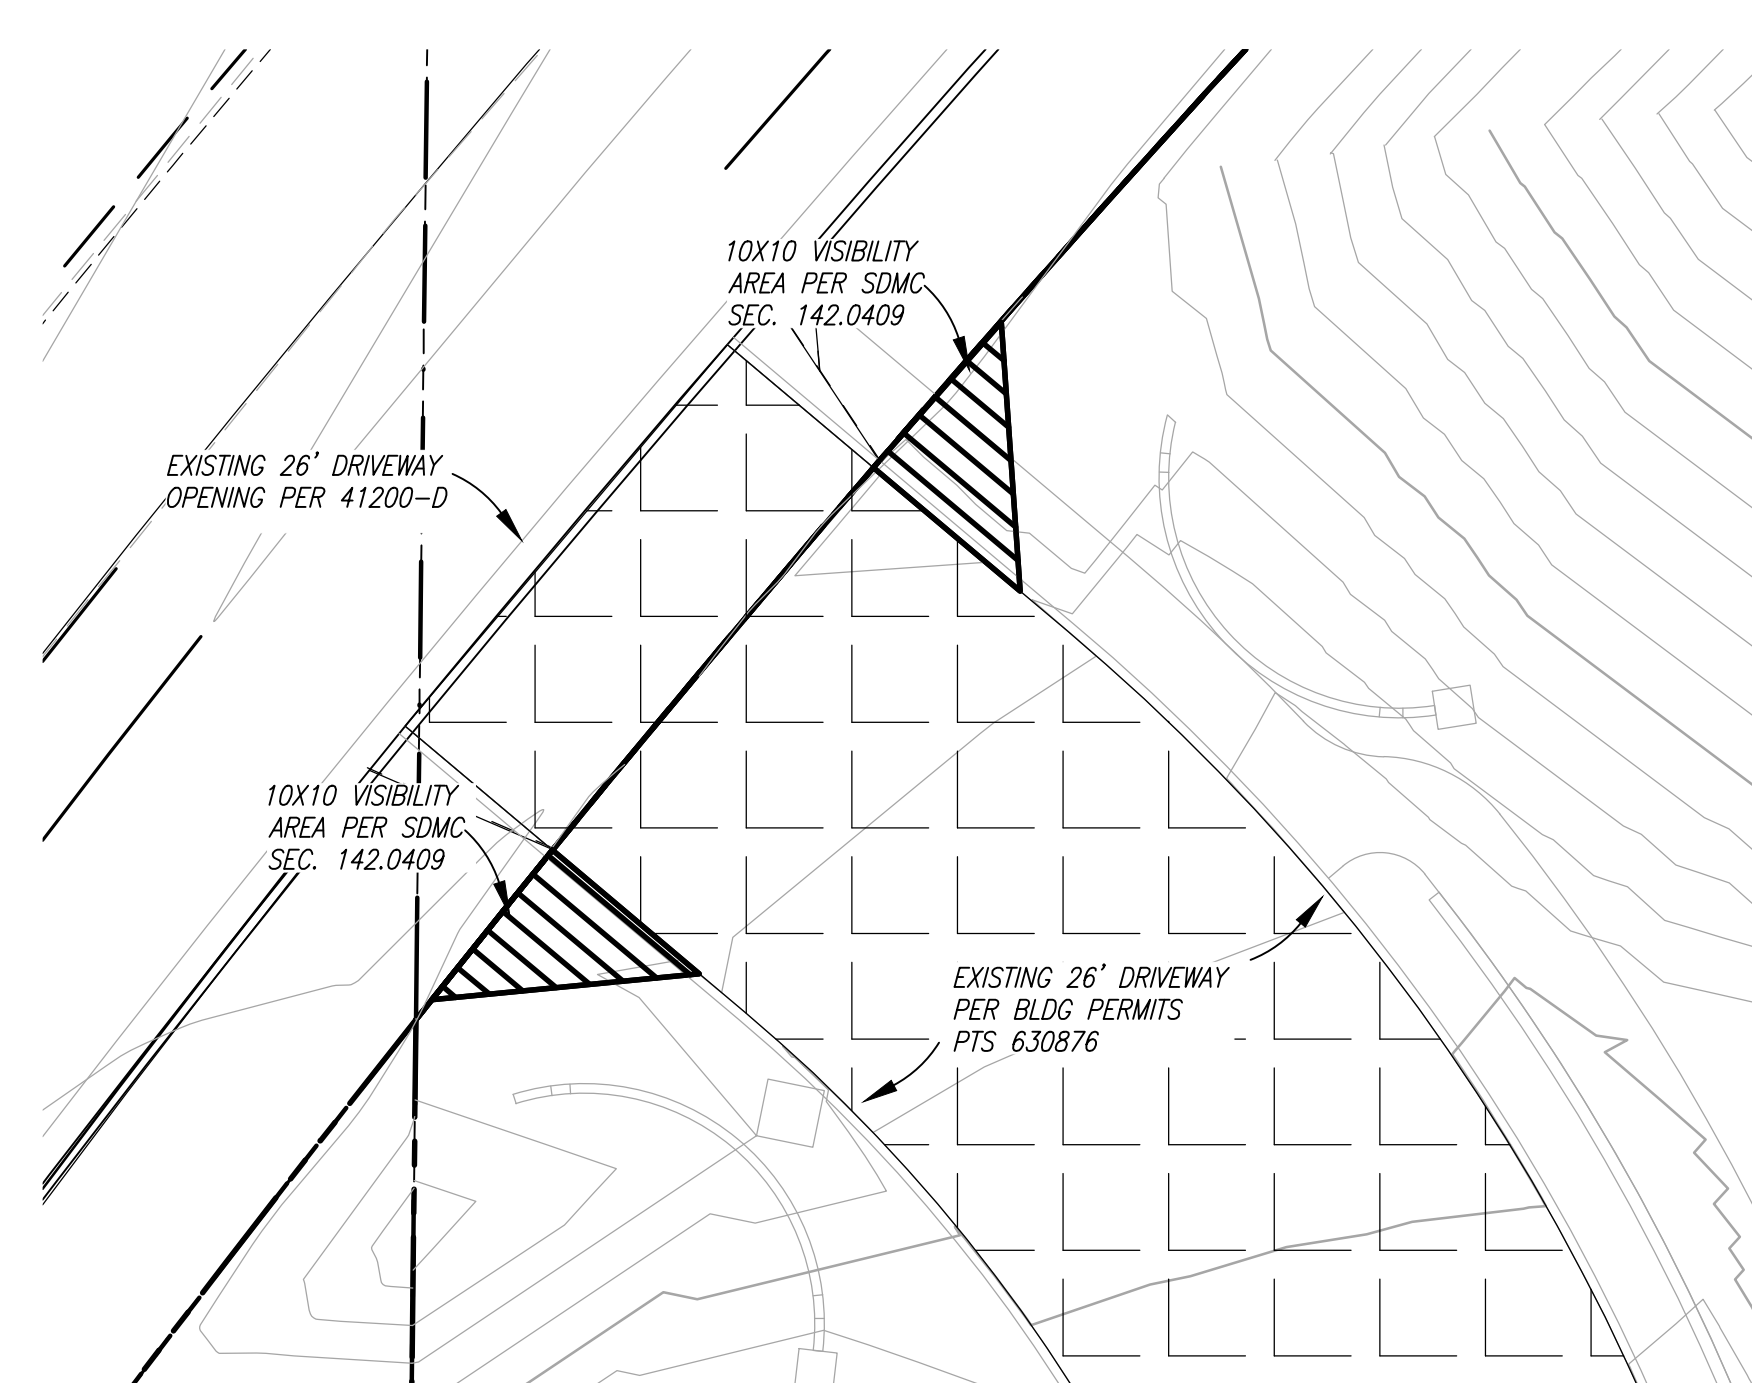 10X10 VISIBILITY
AREA PER SDMC
SEC. 142.0409
EXISTING 26' DRIVEWAY
OPENING PER 41200-D
10X10 VISIBILITY
AREA PER SDMC
SEC. 142.0409
EXISTING 26' DRIVEWAY
PER BLDG PERMITS
PTS 630876